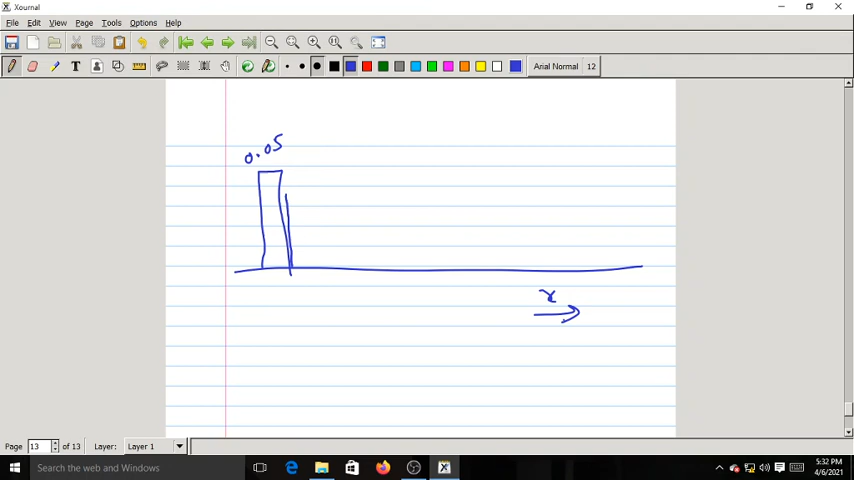 Xournal
File Edit View Page Tools Options Help
Arial Normal 12
0.05
x
Page 13 of 13 Layer: Layer 1
Search the web and Windows
5:32 PM
4/6/2021